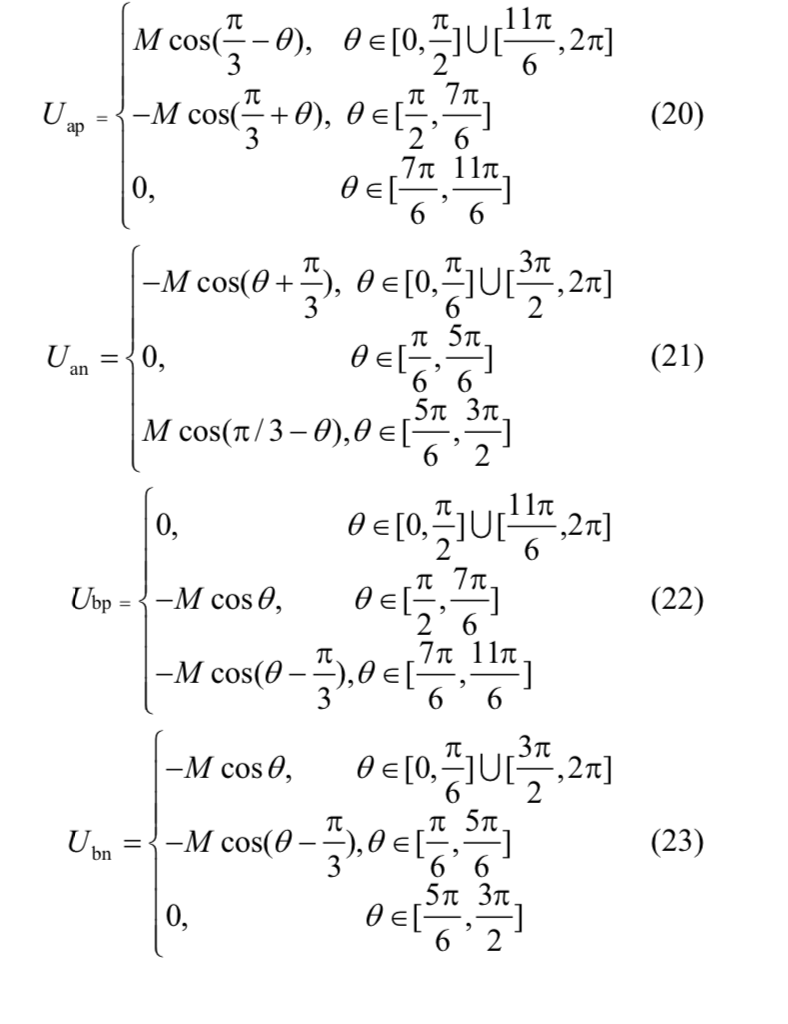 U_ap = { M cos(π/3 − θ), θ ∈ [0, π/2] ⋃ [11π/6, 2π]
−M cos(π/3 + θ), θ ∈ [π/2, 7π/6] (20)
0, θ ∈ [7π/6, 11π/6]
−M cos(θ + π/3), θ ∈ [0, π/6] ⋃ [3π/2, 2π]
U_an = { 0, θ ∈ [π/6, 5π/6] (21)
M cos(π/3 − θ), θ ∈ [5π/6, 3π/2]
0, θ ∈ [0, π/2] ⋃ [11π/6, 2π]
U_bp = { −M cos θ, θ ∈ [π/2, 7π/6] (22)
−M cos(θ − π/3), θ ∈ [7π/6, 11π/6]
−M cos θ, θ ∈ [0, π/6] ⋃ [3π/2, 2π]
U_bn = { −M cos(θ − π/3), θ ∈ [π/6, 5π/6] (23)
0, θ ∈ [5π/6, 3π/2]